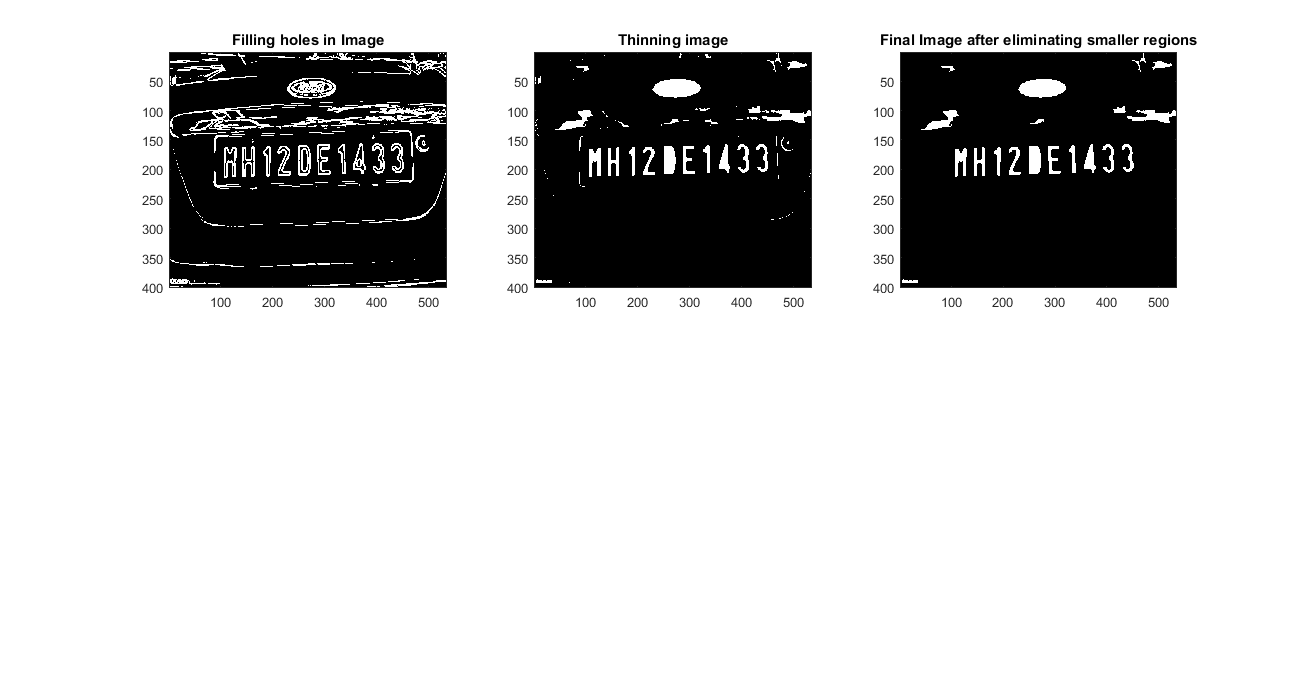 Filling holes in Image
50
100
150
200
250
300
350
400
100 200 300 400 500
MH12DE1433
Thinning image
50
100
150
200
250
300
350
400
100 200 300 400 500
MH12DE1433
Final Image after eliminating smaller regions
50
100
150
200
250
300
350
400
100 200 300 400 500
MH12DE1433